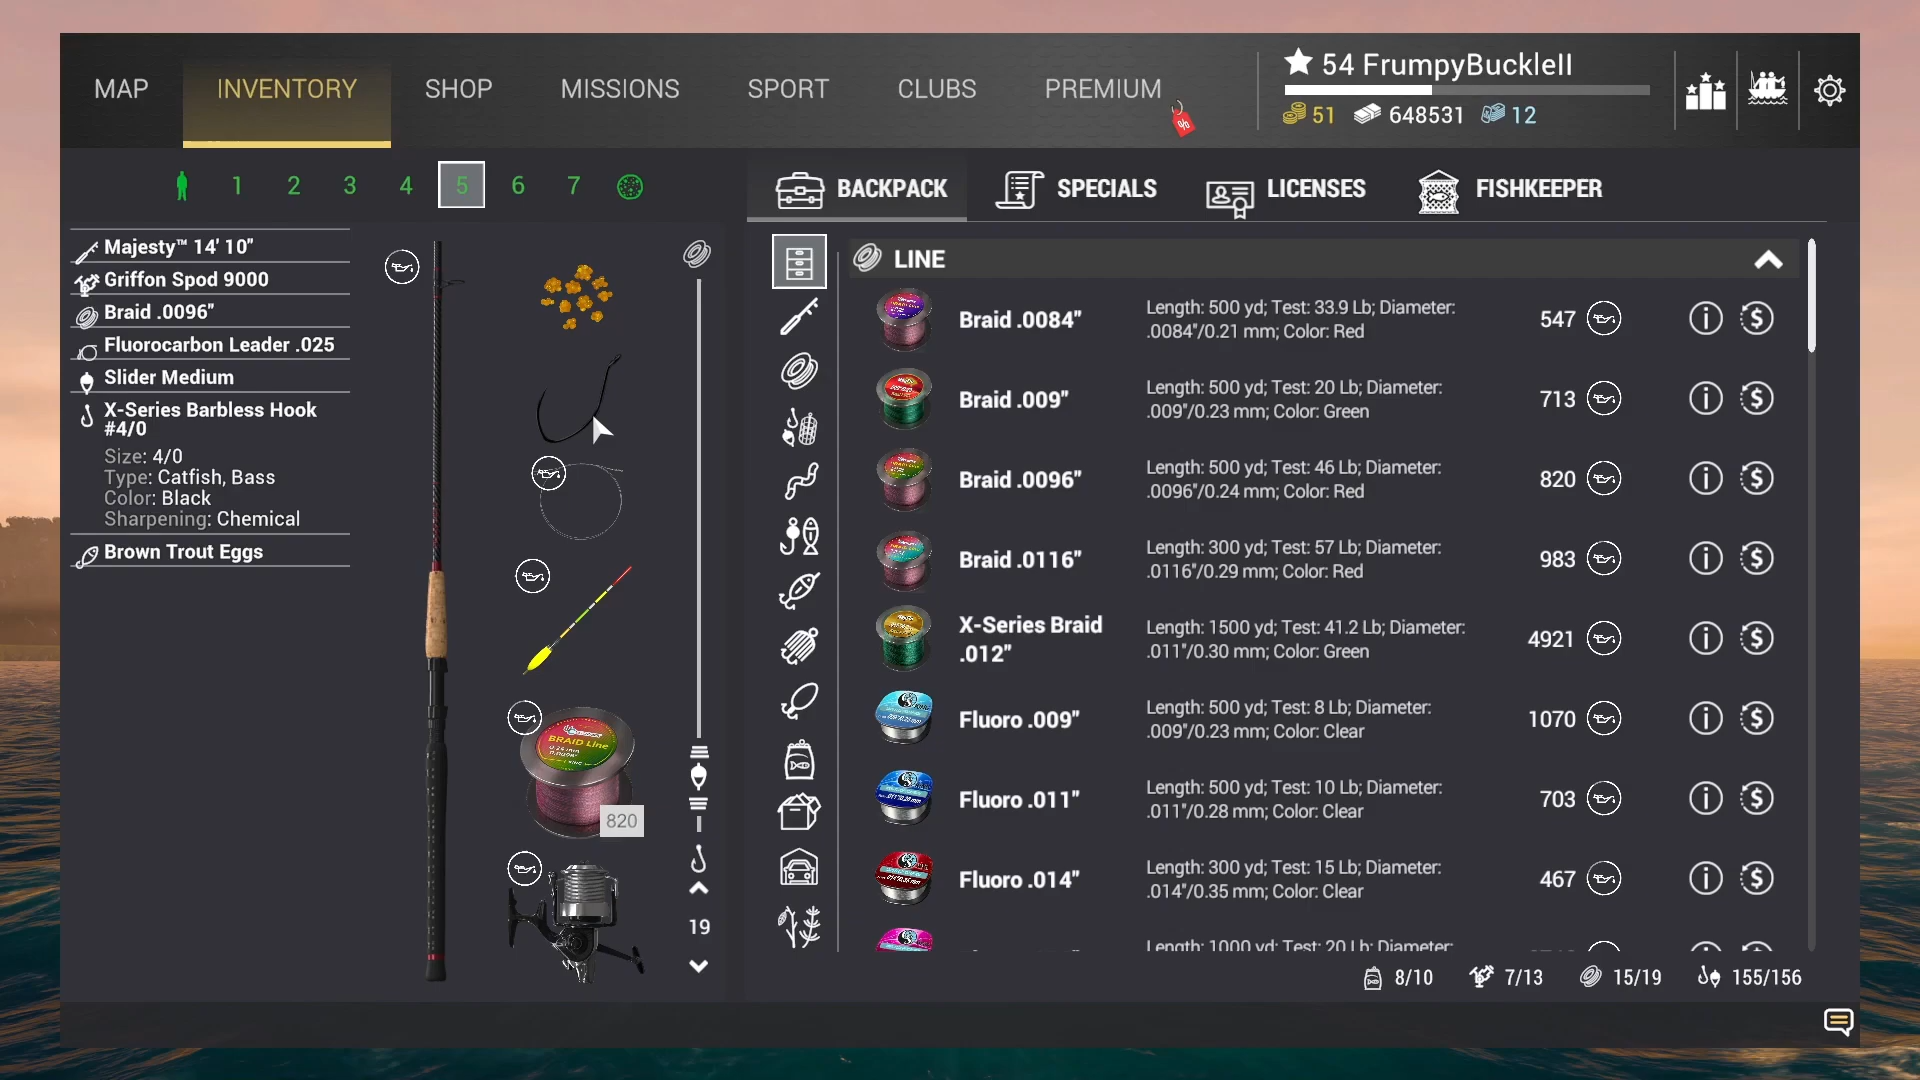 MAP
INVENTORY
SHOP
MISSIONS
SPORT
CLUBS
PREMIUM
%
54 FrumpyBucklell
51
648531
12
1
2
3
4
5
6
7
Majesty™ 14' 10"
Griffon Spod 9000
Braid .0096"
Fluorocarbon Leader .025
Slider Medium
X-Series Barbless Hook
#4/0
Size: 4/0
Type: Catfish, Bass
Color: Black
Sharpening: Chemical
Brown Trout Eggs
BRAID Line
820
19
BACKPACK
SPECIALS
LICENSES
FISHKEEPER
LINE
Braid .0084"
Length: 500 yd; Test: 33.9 Lb; Diameter:
.0084"/0.21 mm; Color: Red
547
Braid .009"
Length: 500 yd; Test: 20 Lb; Diameter:
.009"/0.23 mm; Color: Green
713
Braid .0096"
Length: 500 yd; Test: 46 Lb; Diameter:
.0096"/0.24 mm; Color: Red
820
Braid .0116"
Length: 300 yd; Test: 57 Lb; Diameter:
.0116"/0.29 mm; Color: Red
983
X-Series Braid
.012"
Length: 1500 yd; Test: 41.2 Lb; Diameter:
.011"/0.30 mm; Color: Green
4921
Fluoro .009"
Length: 500 yd; Test: 8 Lb; Diameter:
.009"/0.23 mm; Color: Clear
1070
Fluoro .011"
Length: 500 yd; Test: 10 Lb; Diameter:
.011"/0.28 mm; Color: Clear
703
Fluoro .014"
Length: 300 yd; Test: 15 Lb; Diameter:
.014"/0.35 mm; Color: Clear
467
Length: 1000 yd; Test: 20 Lb; Diameter:
8/10
7/13
15/19
155/156